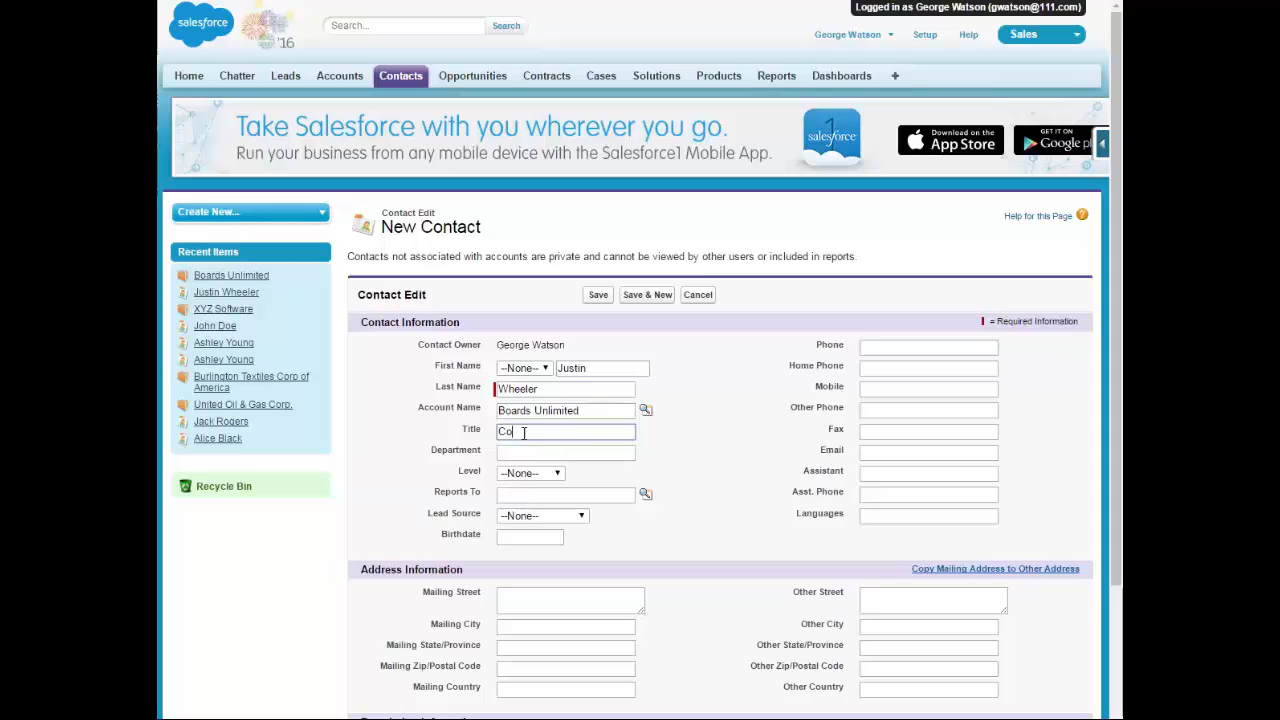 Logged in as George Watson (gwatson@111.com)
salesforce
'16
Search...
Search
George Watson
Setup
Help
Sales
Home
Chatter
Leads
Accounts
Contacts
Opportunities
Contracts
Cases
Solutions
Products
Reports
Dashboards
+
Take Salesforce with you wherever you go.
Run your business from any mobile device with the Salesforce1 Mobile App.
1
salesforce
Download on the
App Store
GET IT ON
Google pl
Create New...
Recent Items
Boards Unlimited
Justin Wheeler
XYZ Software
John Doe
Ashley Young
Ashley Young
Burlington Textiles Corp of
America
United Oil & Gas Corp.
Jack Rogers
Alice Black
Recycle Bin
Contact Edit
New Contact
Help for this Page ?
Contacts not associated with accounts are private and cannot be viewed by other users or included in reports.
Contact Edit
Save
Save & New
Cancel
Contact Information
= Required Information
Contact Owner George Watson
First Name --None-- Justin
Last Name Wheeler
Account Name Boards Unlimited
Title Co
Department
Level --None--
Reports To
Lead Source --None--
Birthdate
Phone
Home Phone
Mobile
Other Phone
Fax
Email
Assistant
Asst. Phone
Languages
Address Information
Copy Mailing Address to Other Address
Mailing Street
Mailing City
Mailing State/Province
Mailing Zip/Postal Code
Mailing Country
Other Street
Other City
Other State/Province
Other Zip/Postal Code
Other Country